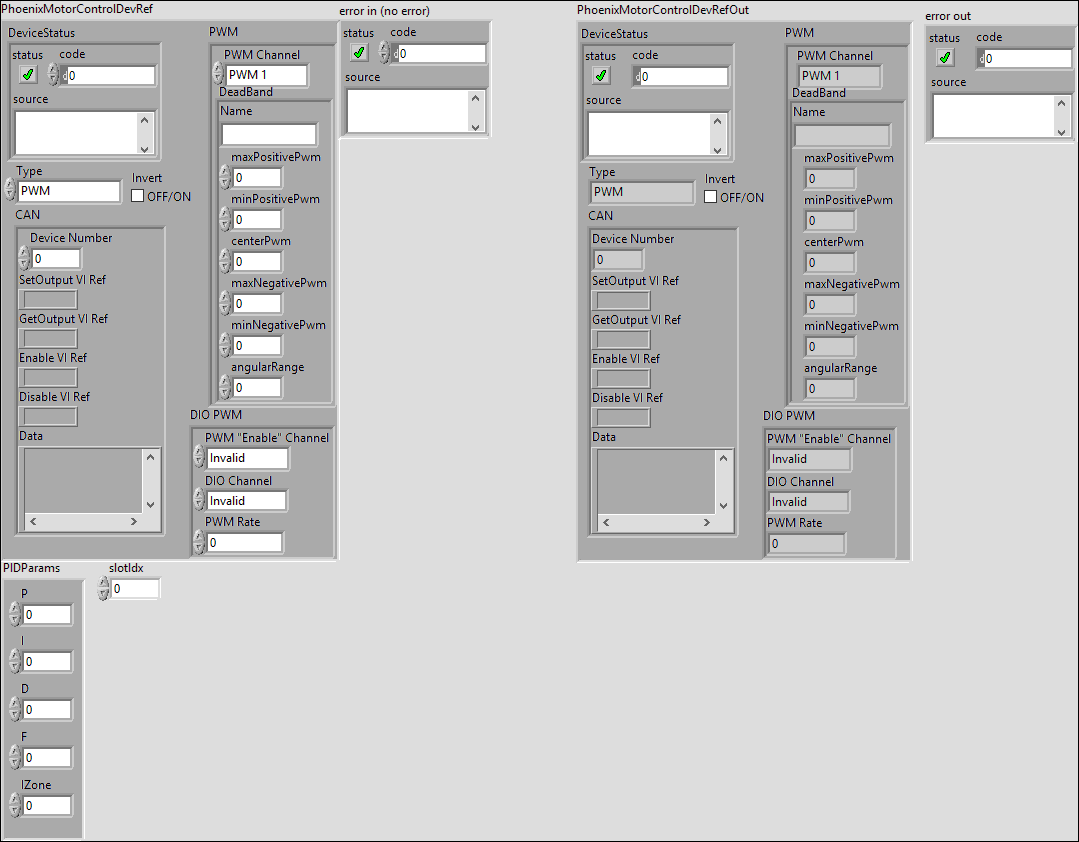 PhoenixMotorControlDevRef
DeviceStatus
status code
d 0
source
Type
PWM
Invert
OFF/ON
CAN
Device Number
0
SetOutput VI Ref
GetOutput VI Ref
Enable VI Ref
Disable VI Ref
Data
PWM
PWM Channel
PWM 1
DeadBand
Name
maxPositivePwm
0
minPositivePwm
0
centerPwm
0
maxNegativePwm
0
minNegativePwm
0
angularRange
0
DIO PWM
PWM "Enable" Channel
Invalid
DIO Channel
Invalid
PWM Rate
0
error in (no error)
status code
d 0
source
PIDParams
P
0
I
0
D
0
F
0
IZone
0
slotIdx
0
PhoenixMotorControlDevRefOut
DeviceStatus
status code
d 0
source
Type
PWM
Invert
OFF/ON
CAN
Device Number
0
SetOutput VI Ref
GetOutput VI Ref
Enable VI Ref
Disable VI Ref
Data
PWM
PWM Channel
PWM 1
DeadBand
Name
maxPositivePwm
0
minPositivePwm
0
centerPwm
0
maxNegativePwm
0
minNegativePwm
0
angularRange
0
DIO PWM
PWM "Enable" Channel
Invalid
DIO Channel
Invalid
PWM Rate
0
error out
status code
d 0
source